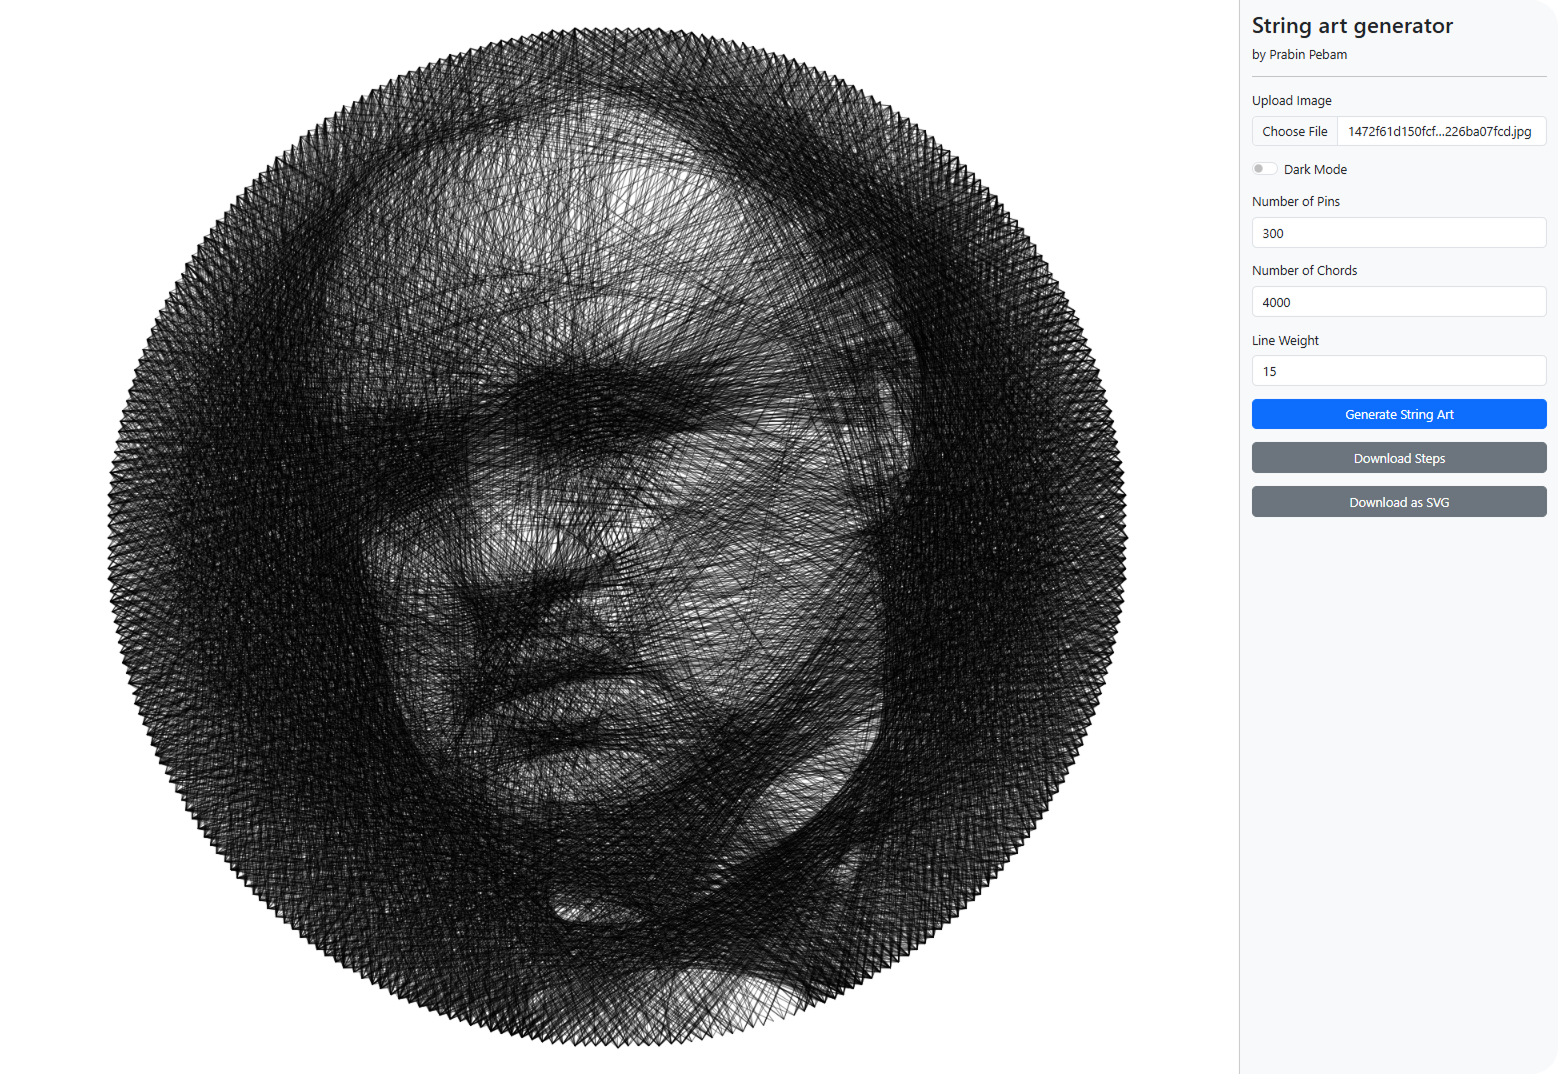 String art generator
by Prabin Pebam
Upload Image
Choose File 1472f61d150fcf...226ba07fcd.jpg
Dark Mode
Number of Pins
300
Number of Chords
4000
Line Weight
15
Generate String Art
Download Steps
Download as SVG